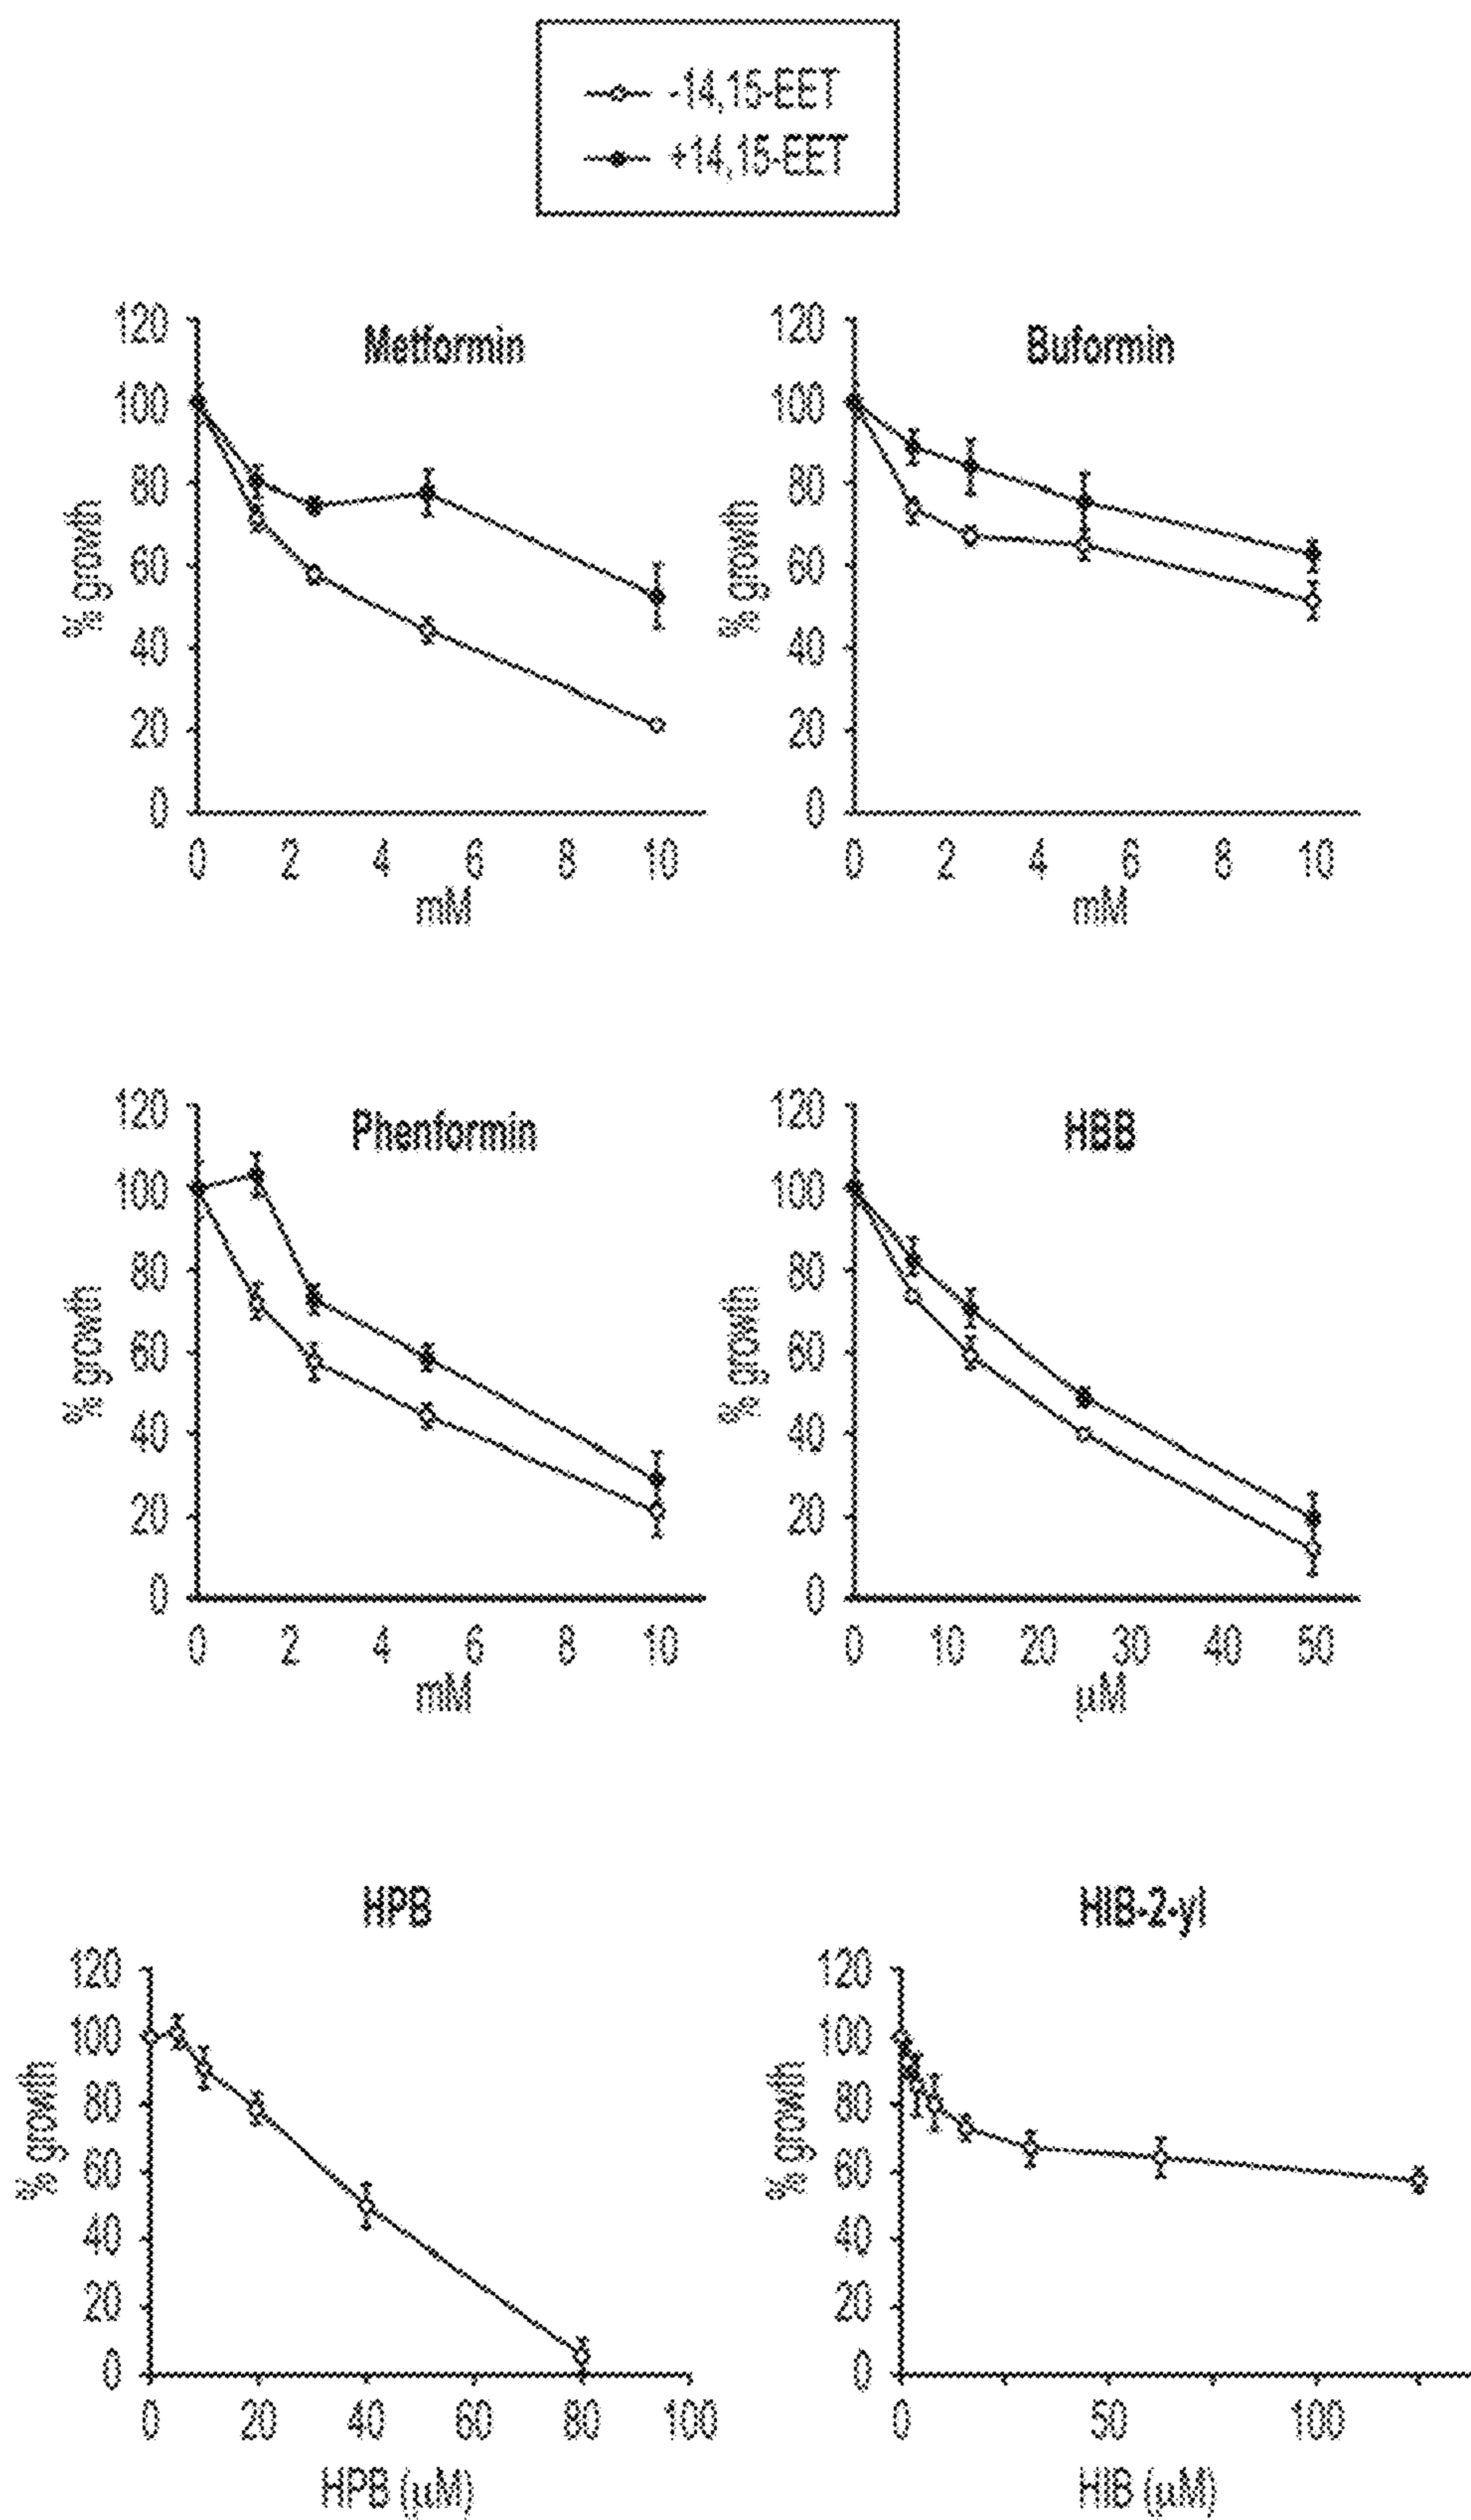 -14,15-EET
+14,15-EET
Metformin
120
100
80
60
40
20
0
% growth
0 2 4 6 8 10
mM
Buformin
120
100
80
60
40
20
0
% growth
0 2 4 6 8 10
mM
Phenformin
120
100
80
60
40
20
0
% growth
0 2 4 6 8 10
mM
HBB
120
100
80
60
40
20
0
% growth
0 10 20 30 40 50
µM
HPB
120
100
80
60
40
20
0
% growth
0 20 40 60 80 100
HPB (µM)
HIB-2-yl
120
100
80
60
40
20
0
% growth
0 50 100
HIB (µM)